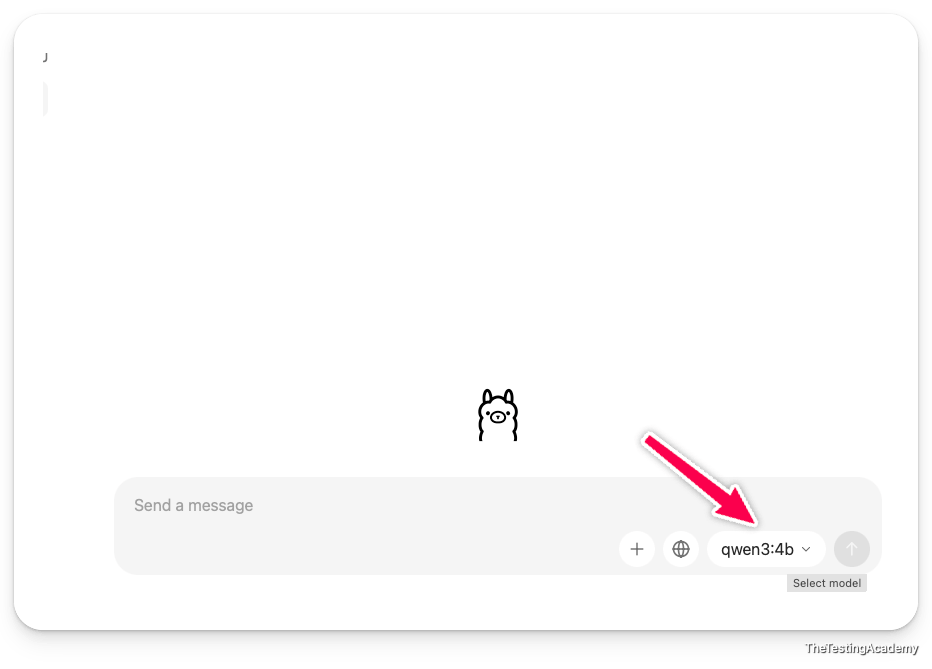 Send a message
qwen3:4b
Select model
TheTestingAcademy